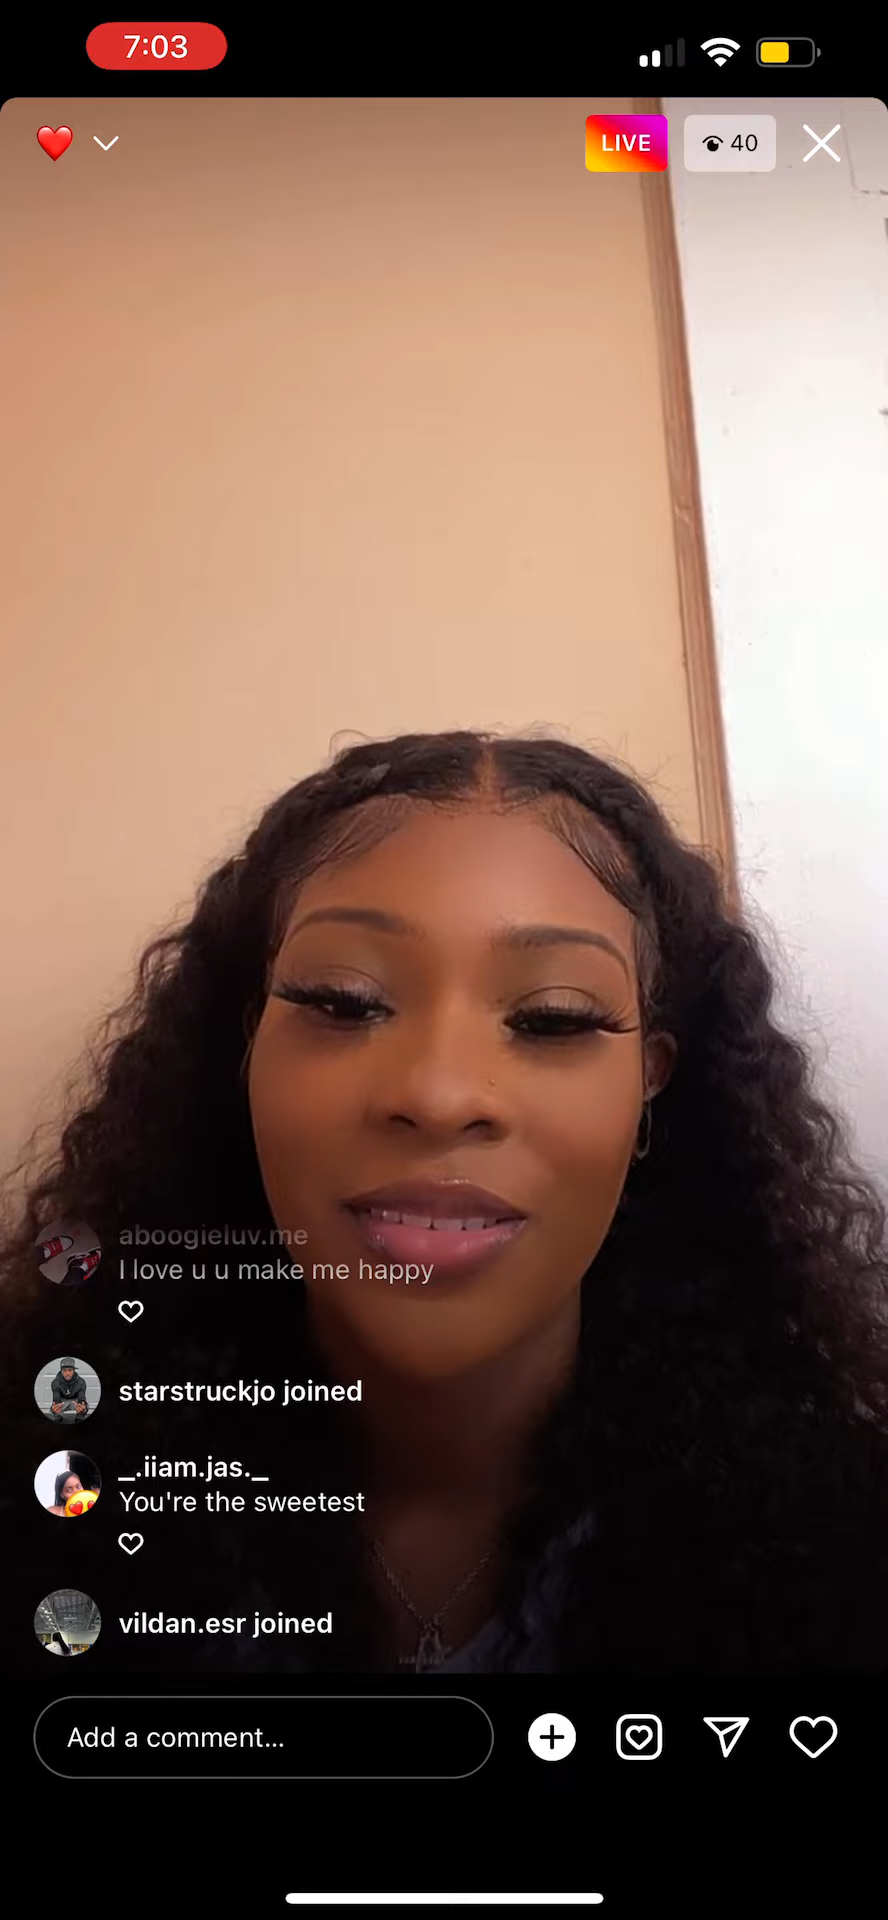 7:03
LIVE
40
aboogieluv.me
I love u u make me happy
starstruckjo joined
_.iiam.jas._
You're the sweetest
vildan.esr joined
Add a comment...